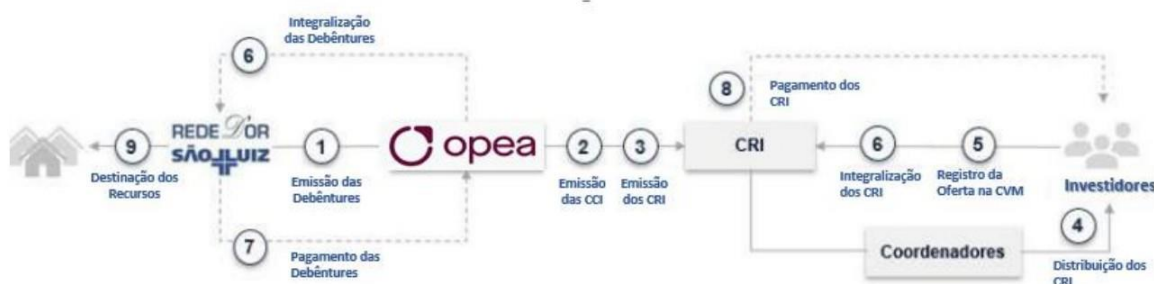 Integralização
das Debêntures
6
REDE D'OR
SÃO LUIZ
9
Destinação dos
Recursos
1
Emissão das
Debêntures
opea
2
Emissão
das CCI
3
Emissão
dos CRI
7
Pagamento das
Debêntures
8
Pagamento dos
CRI
CRI
6
Integralização
dos CRI
5
Registro da
Oferta na CVM
Investidores
Coordenadores
4
Distribuição dos
CRI